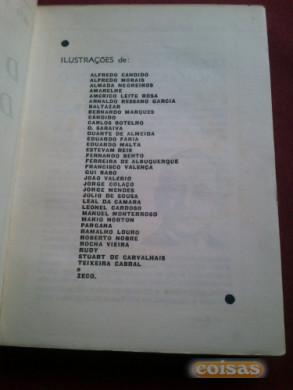 ILUSTRAÇÕES de:
ALFREDO CANDIDO
ALFREDO MORAIS
ALMADA NEGREIROS
AMARELHE
AMERICO LEITE ROSA
ARNALDO RESSANO GARCIA
BALTAZAR
BERNARDO MARQUES
CANDIDO
CARLOS BOTELHO
O. SARAIVA
DUARTE DE ALMEIDA
EDUARDO FARIA
EDUARDO MALTA
ESTEVAM REIS
FERNANDO BENTO
FERREIRA DE ALBUQUERQUE
FRANCISCO VALENÇA
GUI BABO
JOÃO VALERIO
JORGE COLAÇO
JORGE MENDES
JULIO DE SOUSA
LEAL DA CAMARA
LEONEL CARDOSO
MANUEL MONTERROSO
MARIO NORTON
PARGANA
RAMALHO LOURO
ROBERTO NOBRE
ROCHA VIEIRA
RUDY
STUART DE CARVALHAIS
TEIXEIRA CABRAL
e
ZECO.
coisas